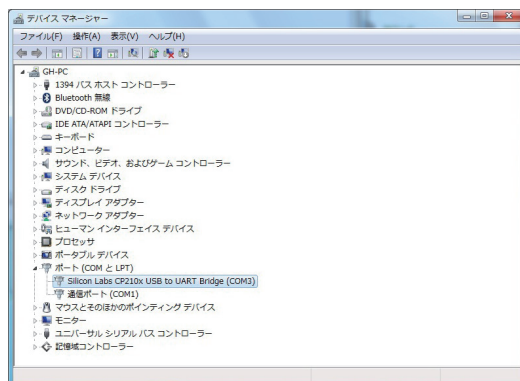 デバイス マネージャー
ファイル(F) 操作(A) 表示(V) ヘルプ(H)
GH-PC
1394 バス ホスト コントローラー
Bluetooth 無線
DVD/CD-ROM ドライブ
IDE ATA/ATAPI コントローラー
キーボード
コンピューター
サウンド、ビデオ、およびゲーム コントローラー
システム デバイス
ディスク ドライブ
ディスプレイ アダプター
ネットワーク アダプター
ヒューマン インターフェイス デバイス
プロセッサ
ポータブル デバイス
ポート (COM と LPT)
Silicon Labs CP210x USB to UART Bridge (COM3)
通信ポート (COM1)
マウスとそのほかのポインティング デバイス
モニター
ユニバーサル シリアル バス コントローラー
記憶域コントローラー